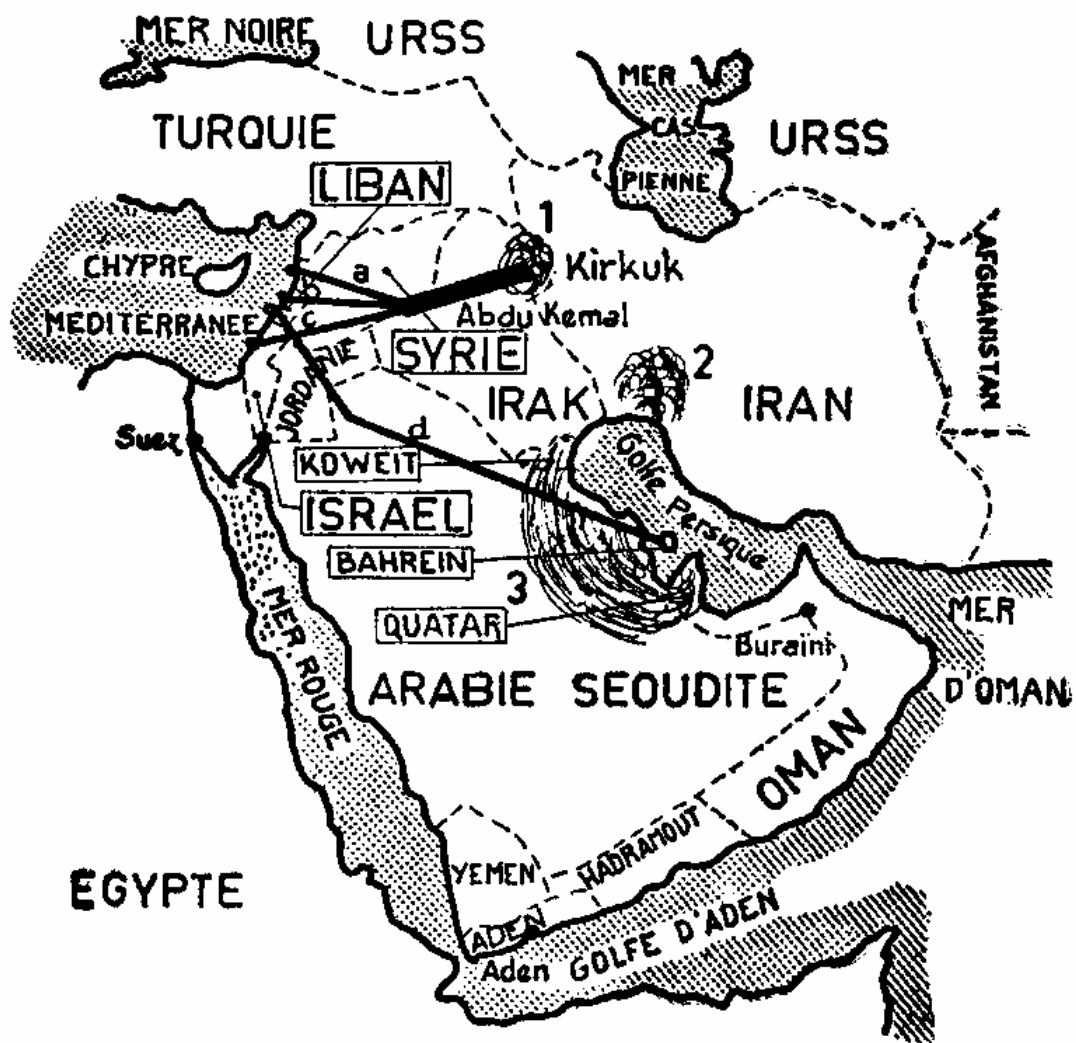 MER NOIRE
URSS
MER
CAS
PIENNE
URSS
TURQUIE
LIBAN
1
AFGHANISTAN
CHYPRE
a
Kirkuk
b
MEDITERRANEE
c
Abdu Kemal
SYRIE
JORDANIE
2
IRAK
IRAN
Suez
d
KOWEIT
Golfe Persique
ISRAEL
BAHREIN
3
QUATAR
MER ROUGE
Buraini
MER
D'OMAN
ARABIE SEOUDITE
OMAN
HADRAMOUT
YEMEN
EGYPTE
ADEN
Aden
GOLFE D'ADEN